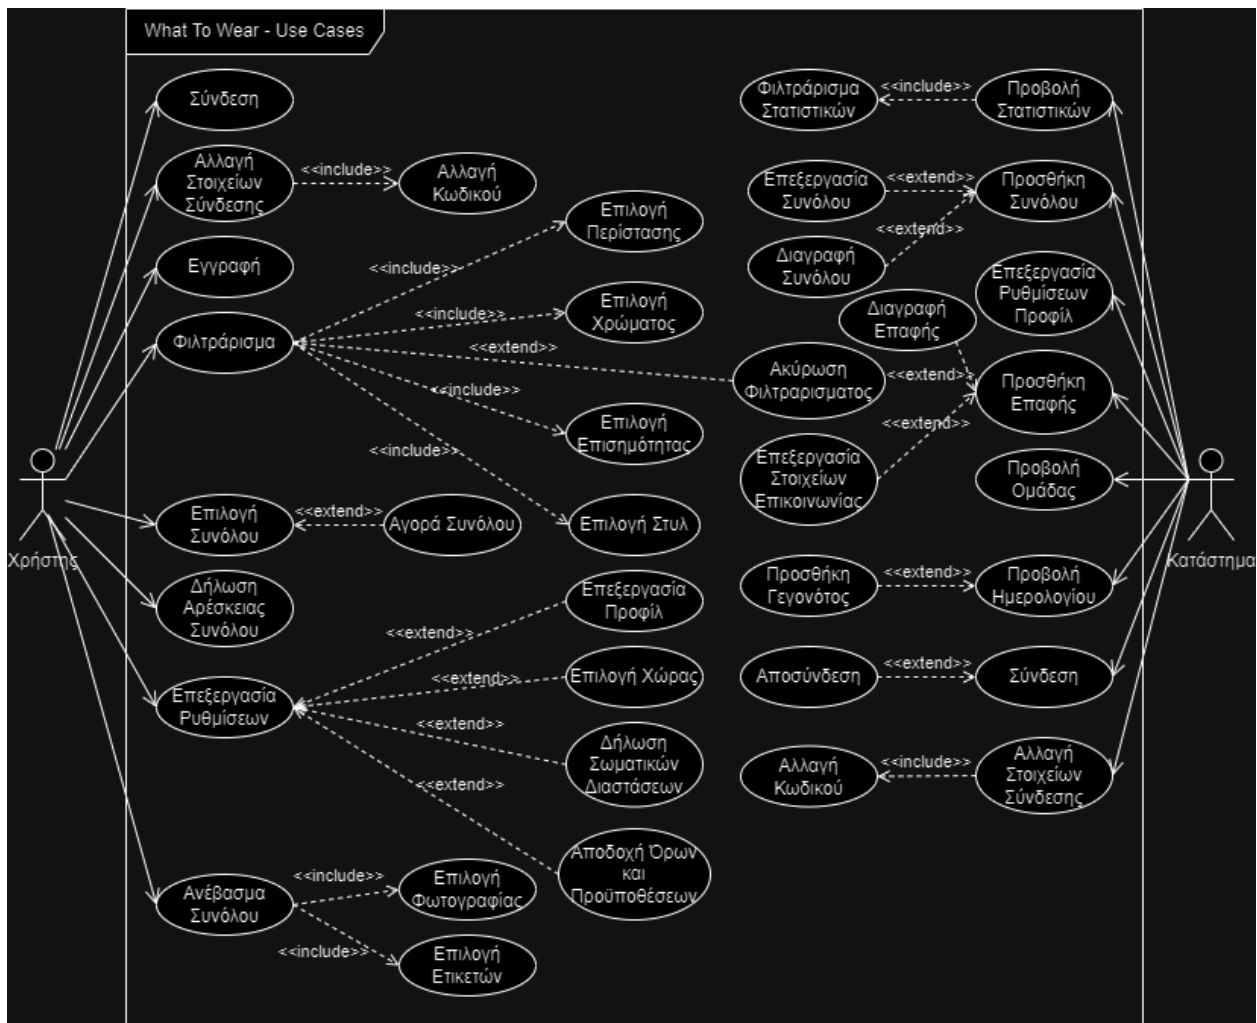 What To Wear - Use Cases
Σύνδεση
Αλλαγή
Στοιχείων
Σύνδεσης
<<include>>
Αλλαγή
Κωδικού
Εγγραφή
Φιλτράρισμα
<<include>>
Επιλογή
Περίστασης
<<include>>
Επιλογή
Χρώματος
<<extend>>
Ακύρωση
Φιλτραρισματος
<<include>>
Επιλογή
Επισημότητας
<<include>>
Επιλογή Στυλ
Χρήστης
Επιλογή
Συνόλου
<<extend>>
Αγορά Συνόλου
Δήλωση
Αρέσκειας
Συνόλου
Επεξεργασία
Ρυθμίσεων
<<extend>>
Επεξεργασία
Προφίλ
<<extend>>
Επιλογή Χώρας
<<extend>>
Δήλωση
Σωματικών
Διαστάσεων
<<extend>>
Αποδοχή Όρων
και
Προϋποθέσεων
Ανέβασμα
Συνόλου
<<include>>
Επιλογή
Φωτογραφίας
<<include>>
Επιλογή
Ετικετών
Φιλτράρισμα
Στατιστικών
<<include>>
Προβολή
Στατιστικών
Επεξεργασία
Συνόλου
<<extend>>
Προσθήκη
Συνόλου
Διαγραφή
Συνόλου
<<extend>>
Επεξεργασία
Ρυθμίσεων
Προφίλ
Διαγραφή
Επαφής
<<extend>>
Προσθήκη
Επαφής
Επεξεργασία
Στοιχείων
Επικοινωνίας
<<extend>>
Προβολή
Ομάδας
Κατάστημα
Προσθήκη
Γεγονότος
<<extend>>
Προβολή
Ημερολογίου
Αποσύνδεση
<<extend>>
Σύνδεση
Αλλαγή
Κωδικού
<<include>>
Αλλαγή
Στοιχείων
Σύνδεσης